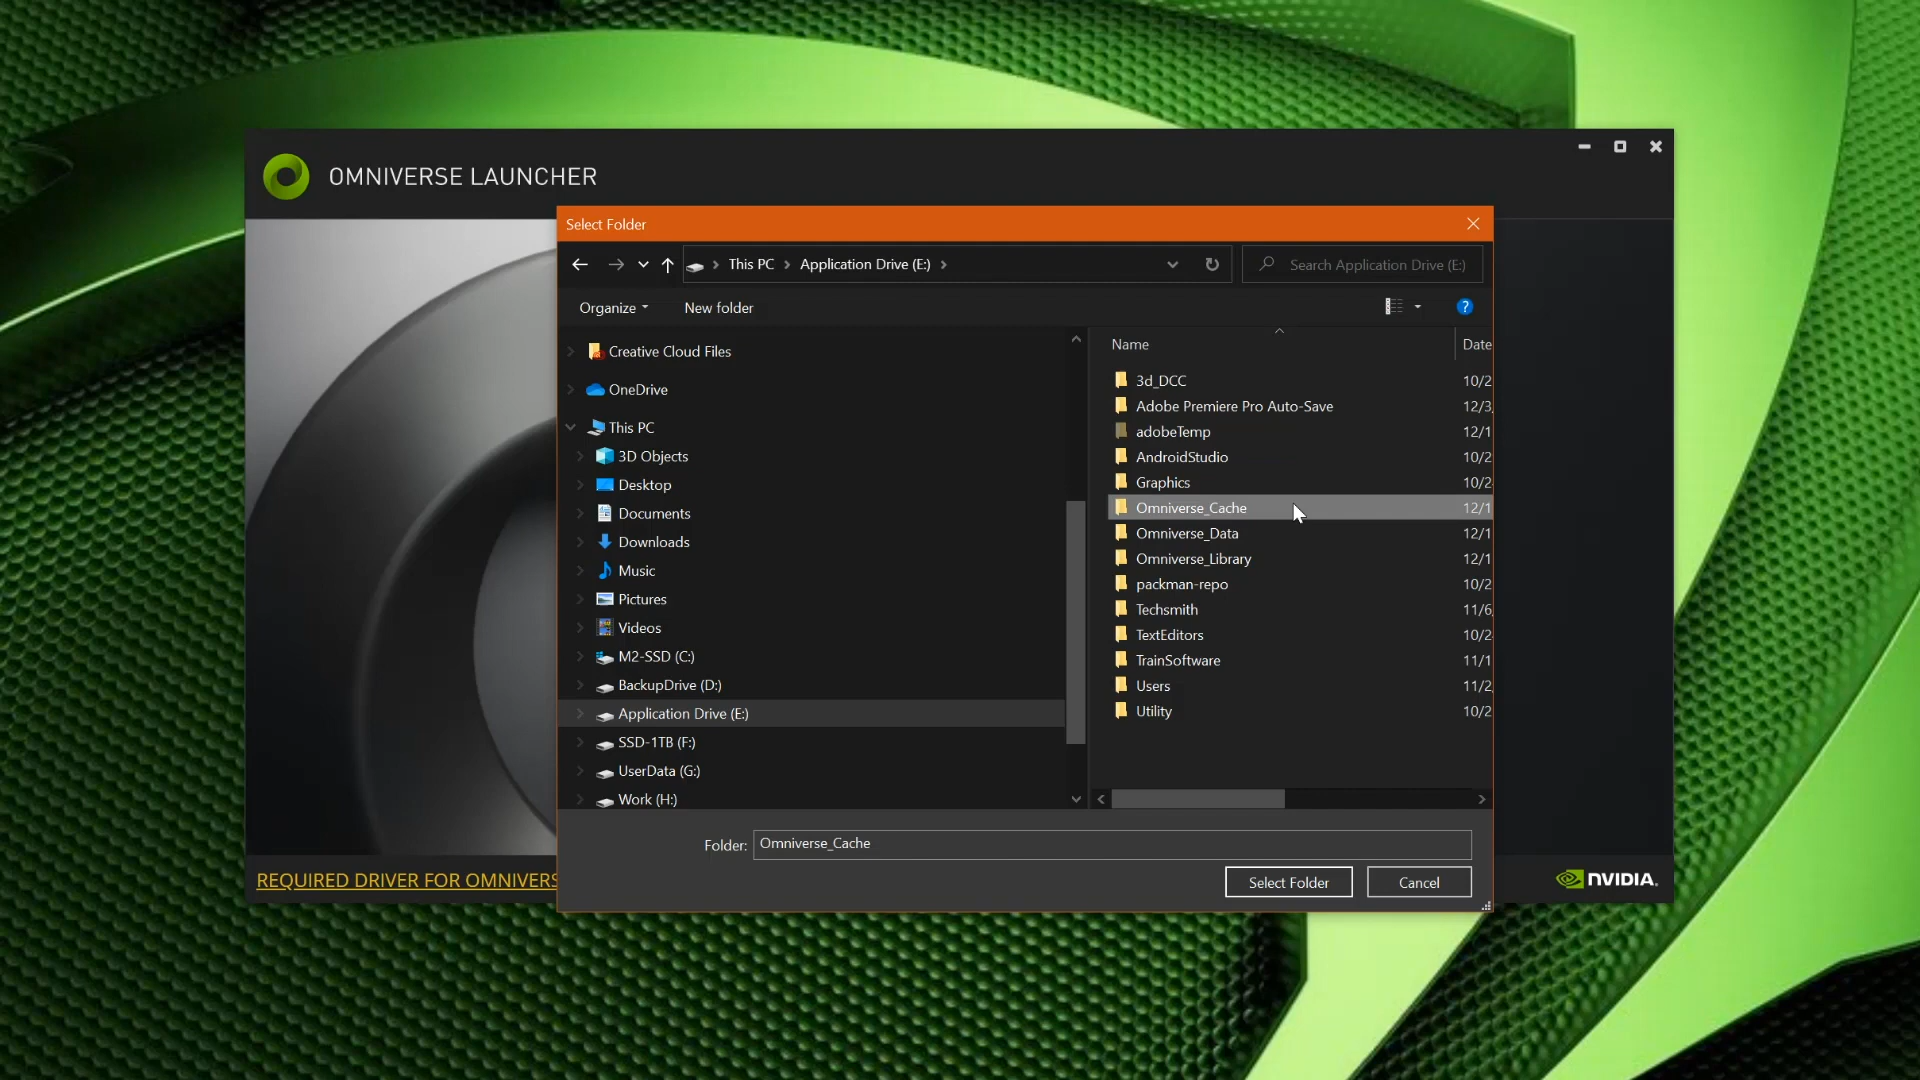 OMNIVERSE LAUNCHER
Select Folder
This PC
Application Drive (E:)
Search Application Drive (E:)
Organize
New folder
?
Creative Cloud Files
OneDrive
This PC
3D Objects
Desktop
Documents
Downloads
Music
Pictures
Videos
M2-SSD (C:)
BackupDrive (D:)
Application Drive (E:)
SSD-1TB (F:)
UserData (G:)
Work (H:)
Name Date
3d_DCC 10/2
Adobe Premiere Pro Auto-Save 12/3
adobeTemp 12/1
AndroidStudio 10/2
Graphics 10/2
Omniverse_Cache 12/1
Omniverse_Data 12/1
Omniverse_Library 12/1
packman-repo 10/2
Techsmith 11/6
TextEditors 10/2
TrainSoftware 11/1
Users 11/2
Utility 10/2
Folder: Omniverse_Cache
Select Folder
Cancel
REQUIRED DRIVER FOR OMNIVERS
NVIDIA.